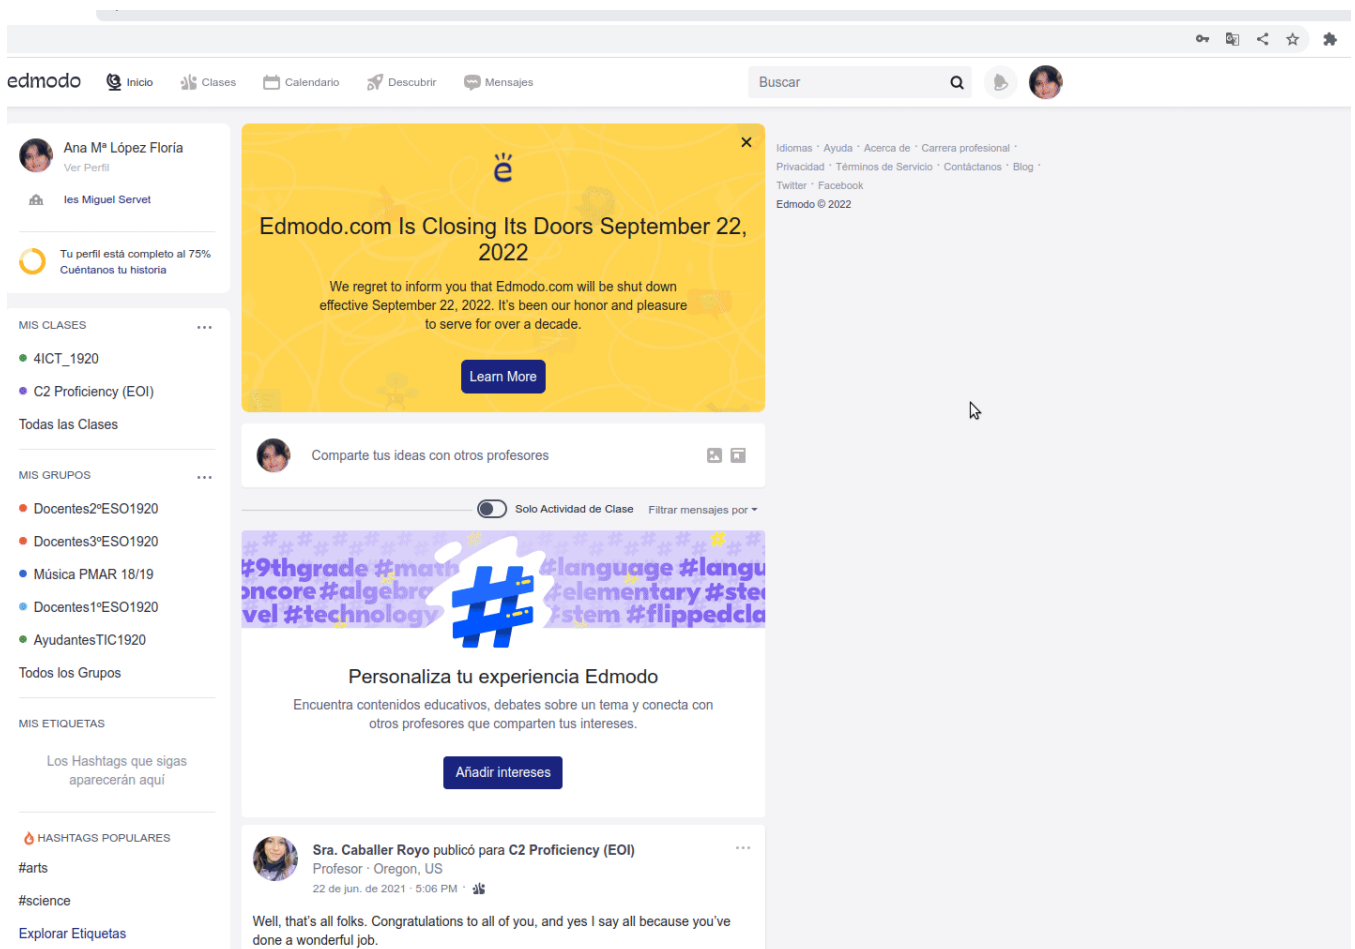 edmodo
Inicio
Clases
Calendario
Descubrir
Mensajes
Buscar
Ana Mª López Floría
Ver Perfil
Ies Miguel Servet
Tu perfil está completo al 75%
Cuéntanos tu historia
MIS CLASES
4ICT_1920
C2 Proficiency (EOI)
Todas las Clases
MIS GRUPOS
Docentes2ºESO1920
Docentes3ºESO1920
Música PMAR 18/19
Docentes1ºESO1920
AyudantesTIC1920
Todos los Grupos
MIS ETIQUETAS
Los Hashtags que sigas
aparecerán aquí
HASHTAGS POPULARES
#arts
#science
Explorar Etiquetas
ë
Edmodo.com Is Closing Its Doors September 22,
2022
We regret to inform you that Edmodo.com will be shut down
effective September 22, 2022. It's been our honor and pleasure
to serve for over a decade.
Learn More
Comparte tus ideas con otros profesores
Solo Actividad de Clase Filtrar mensajes por
#9thgrade #math #language #langu
oncore #algebra #elementary #stem
vel #technology #stem #flippedcla
#
Personaliza tu experiencia Edmodo
Encuentra contenidos educativos, debates sobre un tema y conecta con
otros profesores que comparten tus intereses.
Añadir intereses
Sra. Caballer Royo publicó para C2 Proficiency (EOI)
Profesor · Oregon, US
22 de jun. de 2021 · 5:06 PM ·
Well, that's all folks. Congratulations to all of you, and yes I say all because you've
done a wonderful job.
Idiomas · Ayuda · Acerca de · Carrera profesional ·
Privacidad · Términos de Servicio · Contáctanos · Blog ·
Twitter · Facebook
Edmodo © 2022